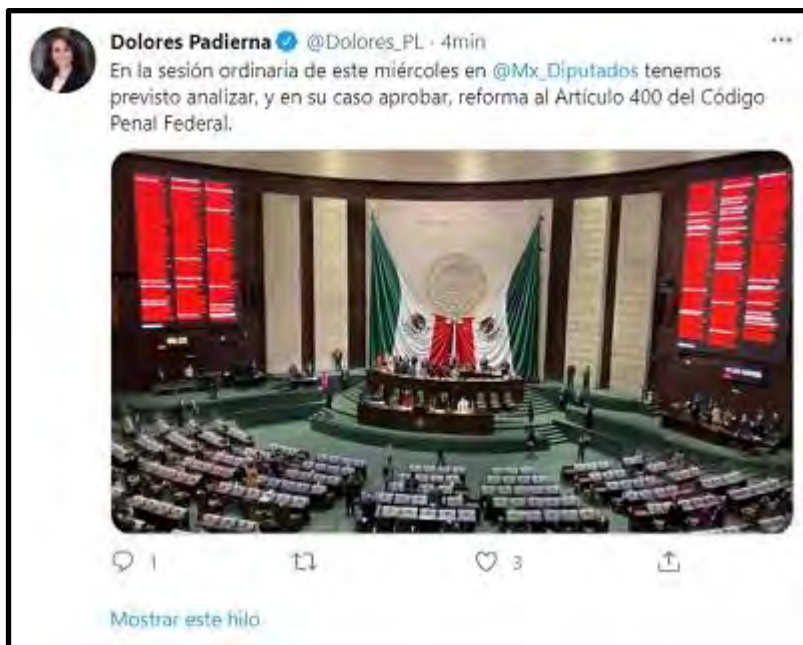 Dolores Padierna @Dolores_PL · 4min
En la sesión ordinaria de este miércoles en @Mx_Diputados tenemos
previsto analizar, y en su caso aprobar, reforma al Artículo 400 del Código
Penal Federal.
1
3
Mostrar este hilo